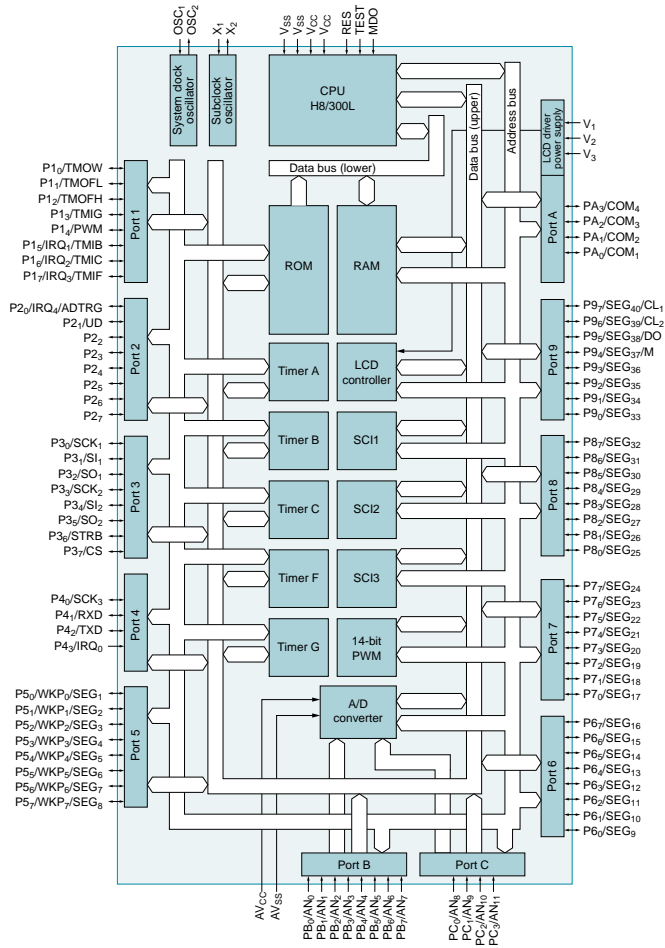 OSC1
OSC2
X1
X2
VSS
VSS
VCC
VCC
RES
TEST
MDO
System clock
oscillator
Subclock
oscillator
CPU
H8/300L
Data bus (lower)
Data bus (upper)
Address bus
LCD driver
power supply
V1
V2
V3
P10/TMOW
P11/TMOFL
P12/TMOFH
P13/TMIG
P14/PWM
P15/IRQ1/TMIB
P16/IRQ2/TMIC
P17/IRQ3/TMIF
Port 1
ROM
RAM
Port A
PA3/COM4
PA2/COM3
PA1/COM2
PA0/COM1
P20/IRQ4/ADTRG
P21/UD
P22
P23
P24
P25
P26
P27
Port 2
Timer A
LCD
controller
Port 9
P97/SEG40/CL1
P96/SEG39/CL2
P95/SEG38/DO
P94/SEG37/M
P93/SEG36
P92/SEG35
P91/SEG34
P90/SEG33
P30/SCK1
P31/SI1
P32/SO1
P33/SCK2
P34/SI2
P35/SO2
P36/STRB
P37/CS
Port 3
Timer B
SCI1
Timer C
SCI2
Port 8
P87/SEG32
P86/SEG31
P85/SEG30
P84/SEG29
P83/SEG28
P82/SEG27
P81/SEG26
P80/SEG25
P40/SCK3
P41/RXD
P42/TXD
P43/IRQ0
Port 4
Timer F
SCI3
Timer G
14-bit
PWM
Port 7
P77/SEG24
P76/SEG23
P75/SEG22
P74/SEG21
P73/SEG20
P72/SEG19
P71/SEG18
P70/SEG17
P50/WKP0/SEG1
P51/WKP1/SEG2
P52/WKP2/SEG3
P53/WKP3/SEG4
P54/WKP4/SEG5
P55/WKP5/SEG6
P56/WKP6/SEG7
P57/WKP7/SEG8
Port 5
A/D
converter
Port 6
P67/SEG16
P66/SEG15
P65/SEG14
P64/SEG13
P63/SEG12
P62/SEG11
P61/SEG10
P60/SEG9
Port B
Port C
AVCC
AVSS
PB0/AN0
PB1/AN1
PB2/AN2
PB3/AN3
PB4/AN4
PB5/AN5
PB6/AN6
PB7/AN7
PC0/AN8
PC1/AN9
PC2/AN10
PC3/AN11